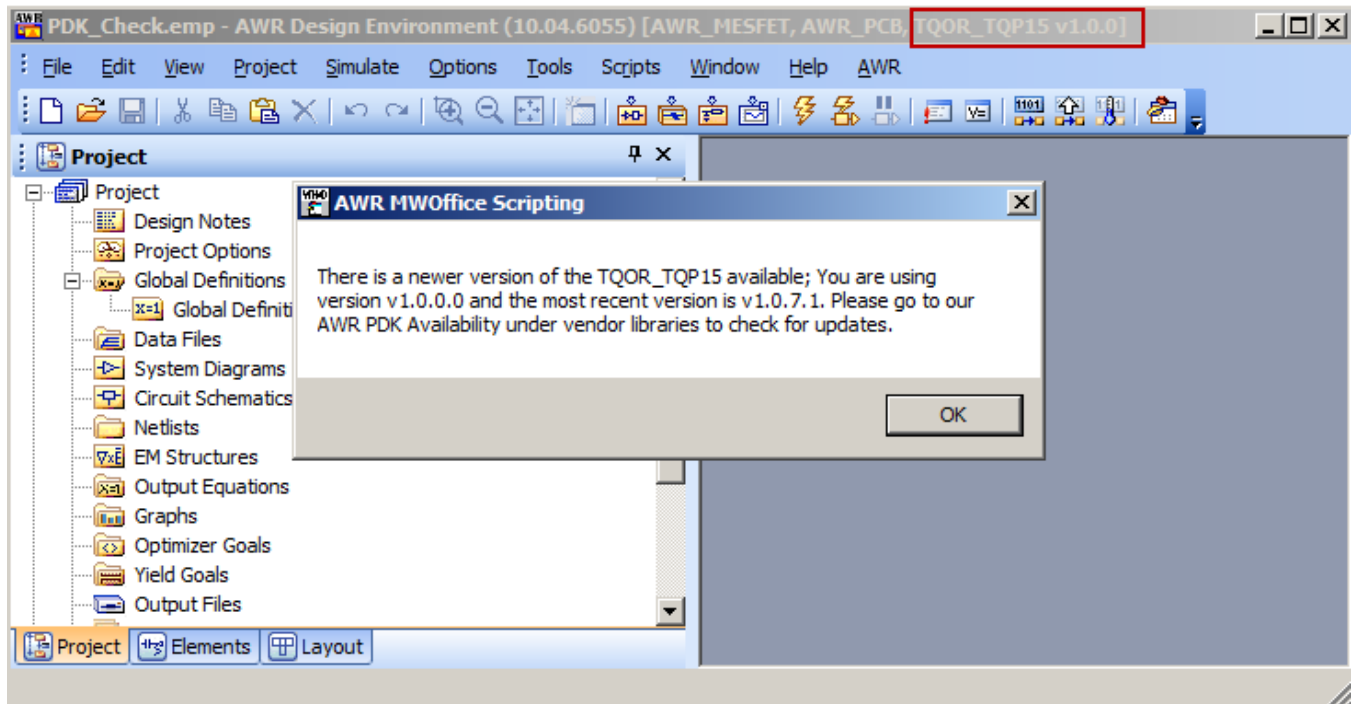 PDK_Check.emp - AWR Design Environment (10.04.6055) [AWR_MESFET, AWR_PCB, TQOR_TQP15 v1.0.0]
File Edit View Project Simulate Options Tools Scripts Window Help AWR
Project
Project
Design Notes
Project Options
Global Definitions
x=1 Global Definiti
Data Files
System Diagrams
Circuit Schematics
Netlists
EM Structures
Output Equations
Graphs
Optimizer Goals
Yield Goals
Output Files
AWR MWOffice Scripting
There is a newer version of the TQOR_TQP15 available; You are using
version v1.0.0.0 and the most recent version is v1.0.7.1. Please go to our
AWR PDK Availability under vendor libraries to check for updates.
OK
Project Elements Layout